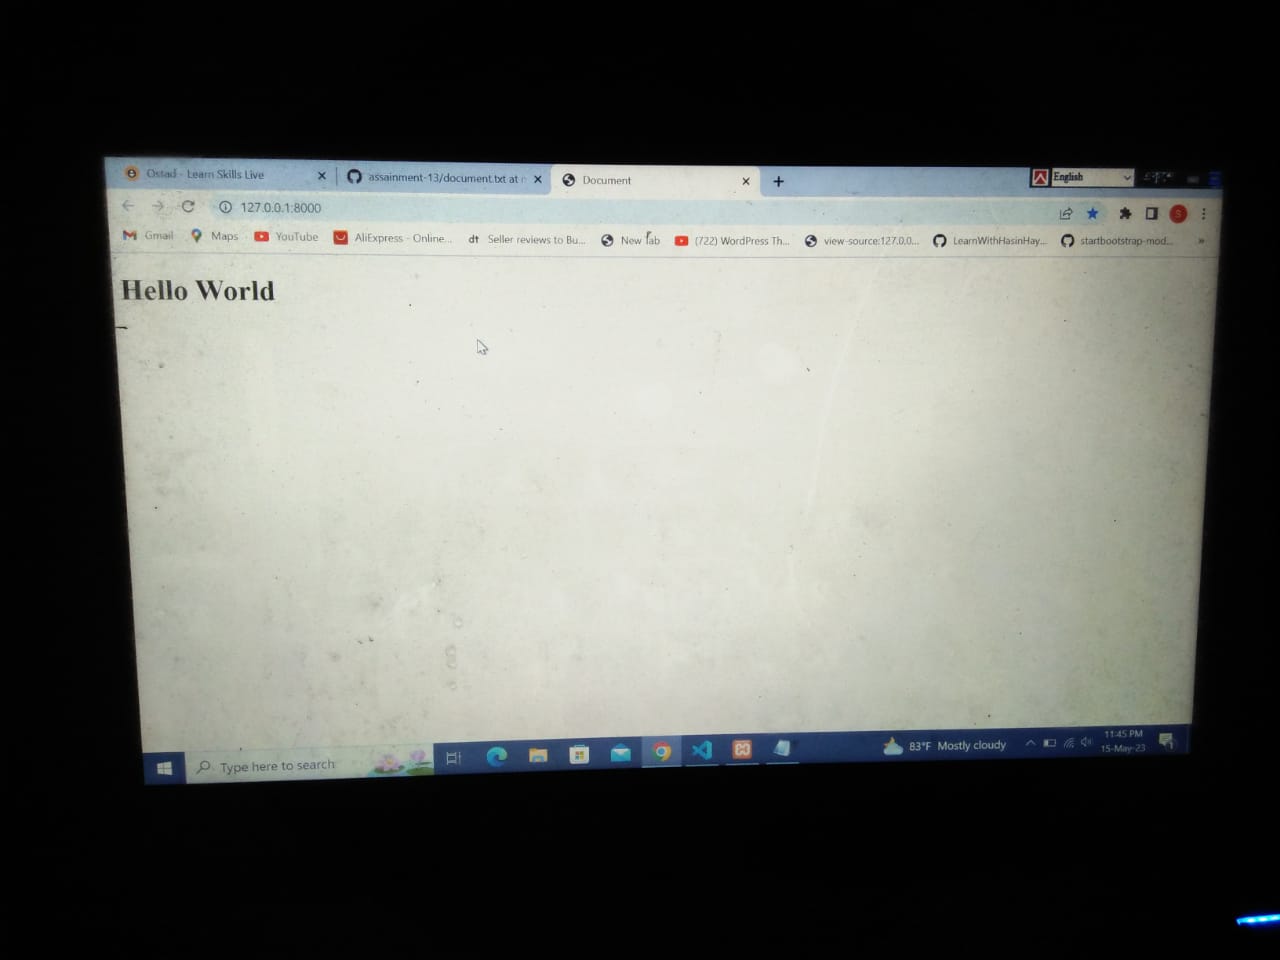 Ostad - Learn Skills Live
assainment-13/document.txt at
Document
English
127.0.0.1:8000
Gmail
Maps
YouTube
AliExpress - Online...
dt Seller reviews to Bu...
New Tab
(722) WordPress Th...
view-source:127.0.0...
LearnWithHasinHay...
startbootstrap-mod...
»
Hello World
Type here to search
83°F Mostly cloudy
11:45 PM
15-May-23